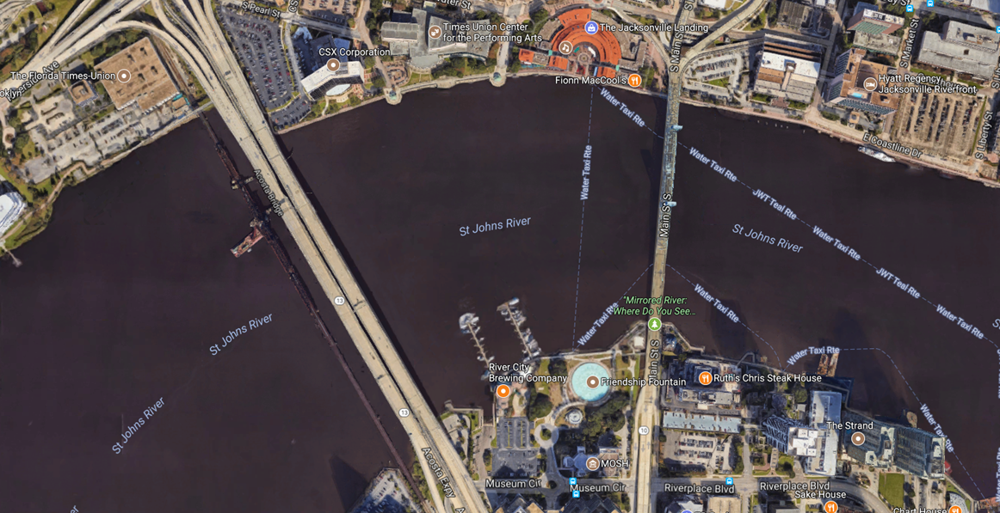 S Pearl St
Water St
Times Union Center
for the Performing Arts
The Jacksonville Landing
S Main St
S Market St
CSX Corporation
The Florida Times-Union
Fionn MacCool's
Hyatt Regency
Jacksonville Riverfront
S Liberty St
E Coastline Dr
Water Taxi Rte
Water Taxi Rte
Water Taxi Rte
JWT Teal Rte
Water Taxi Rte
JWT Teal Rte
Water Taxi Rte
Acosta Bridge
St Johns River
St Johns River
Main St S
"Mirrored River:
Where Do You See...
Water Taxi Rte
Water Taxi Rte
Water Taxi Rte
13
St Johns River
River City
Brewing Company
Friendship Fountain
Main St S
Ruth's Chris Steak House
St Johns River
13
10
The Strand
Water Taxi Rte
Acosta Expy
MOSH
Museum Cir
Museum Cir
Riverplace Blvd
Riverplace Blvd
Sake House
Chart House